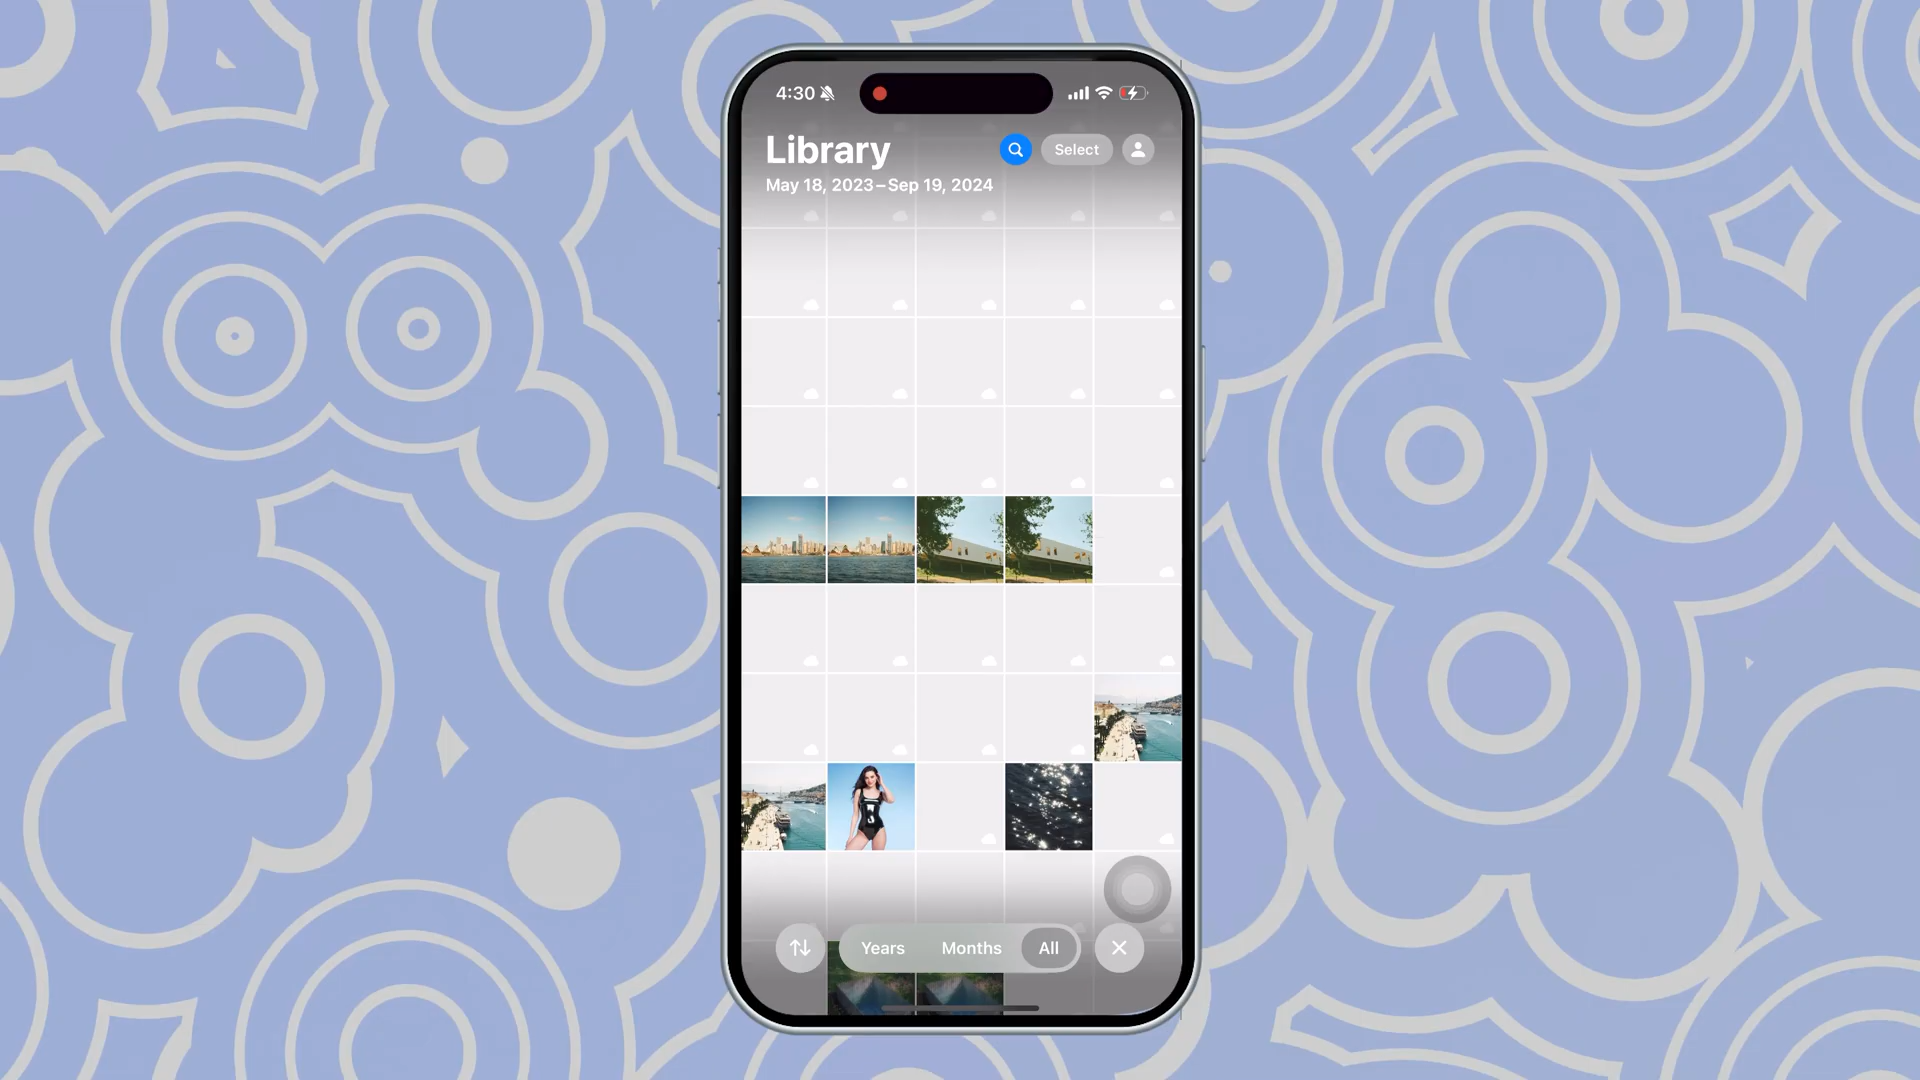 4:30
Library
Select
May 18, 2023–Sep 19, 2024
Years
Months
All